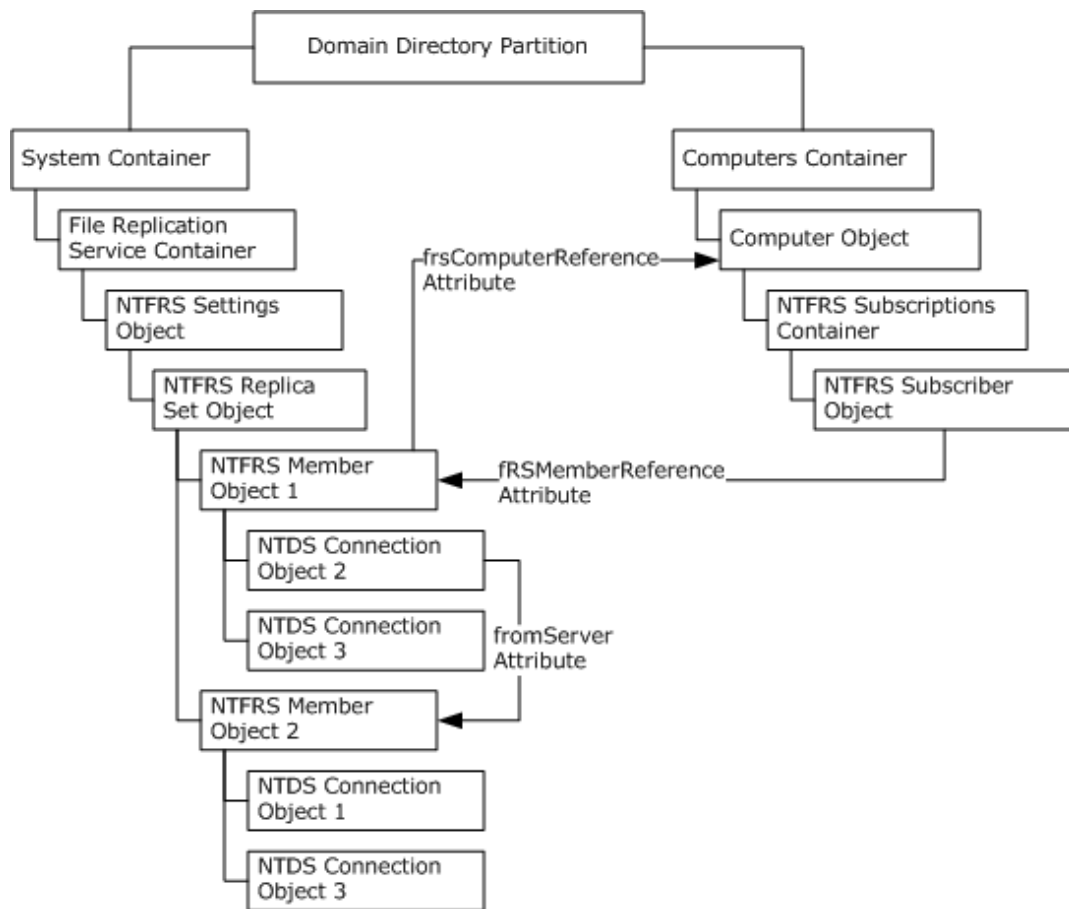 Domain Directory Partition
System Container
Computers Container
File Replication
Service Container
Computer Object
frsComputerReference
Attribute
NTFRS Settings
Object
NTFRS Subscriptions
Container
NTFRS Replica
Set Object
NTFRS Subscriber
Object
NTFRS Member
Object 1
fRSMemberReference
Attribute
NTDS Connection
Object 2
NTDS Connection
Object 3
fromServer
Attribute
NTFRS Member
Object 2
NTDS Connection
Object 1
NTDS Connection
Object 3